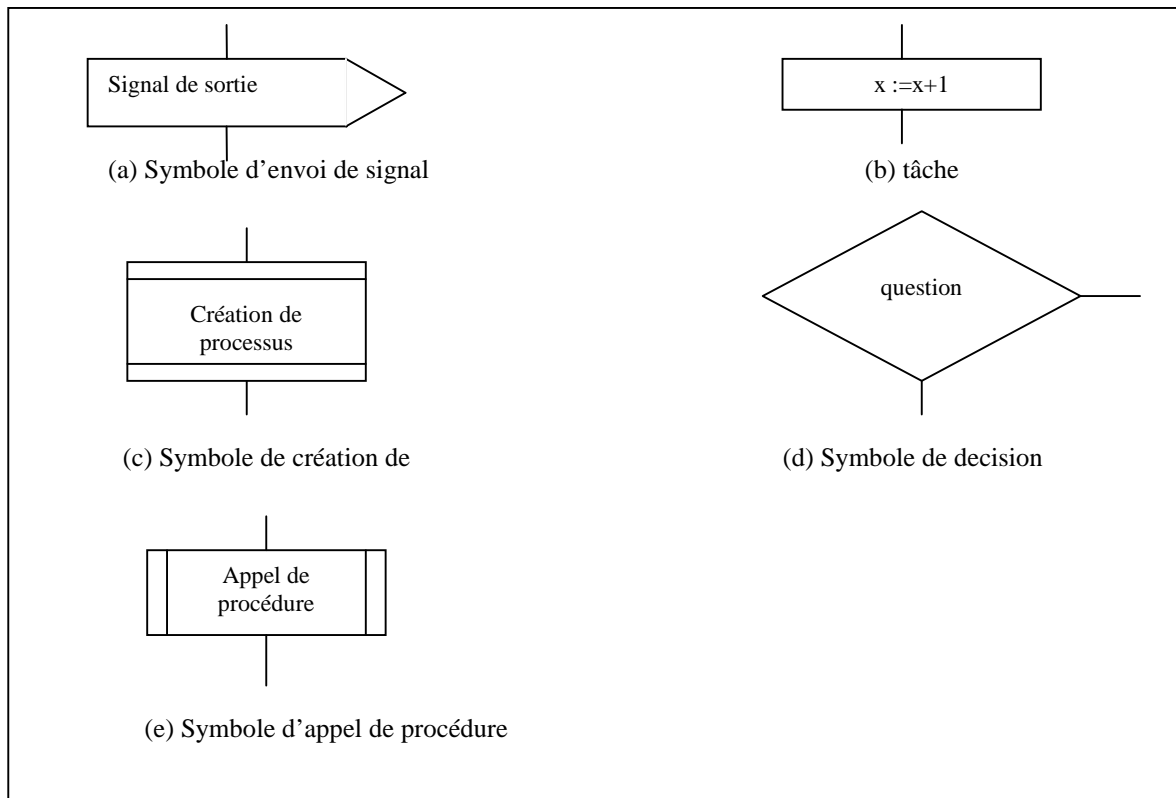 Signal de sortie
x :=x+1
(a) Symbole d’envoi de signal
(b) tâche
Création de
processus
question
(c) Symbole de création de
(d) Symbole de decision
Appel de
procédure
(e) Symbole d’appel de procédure